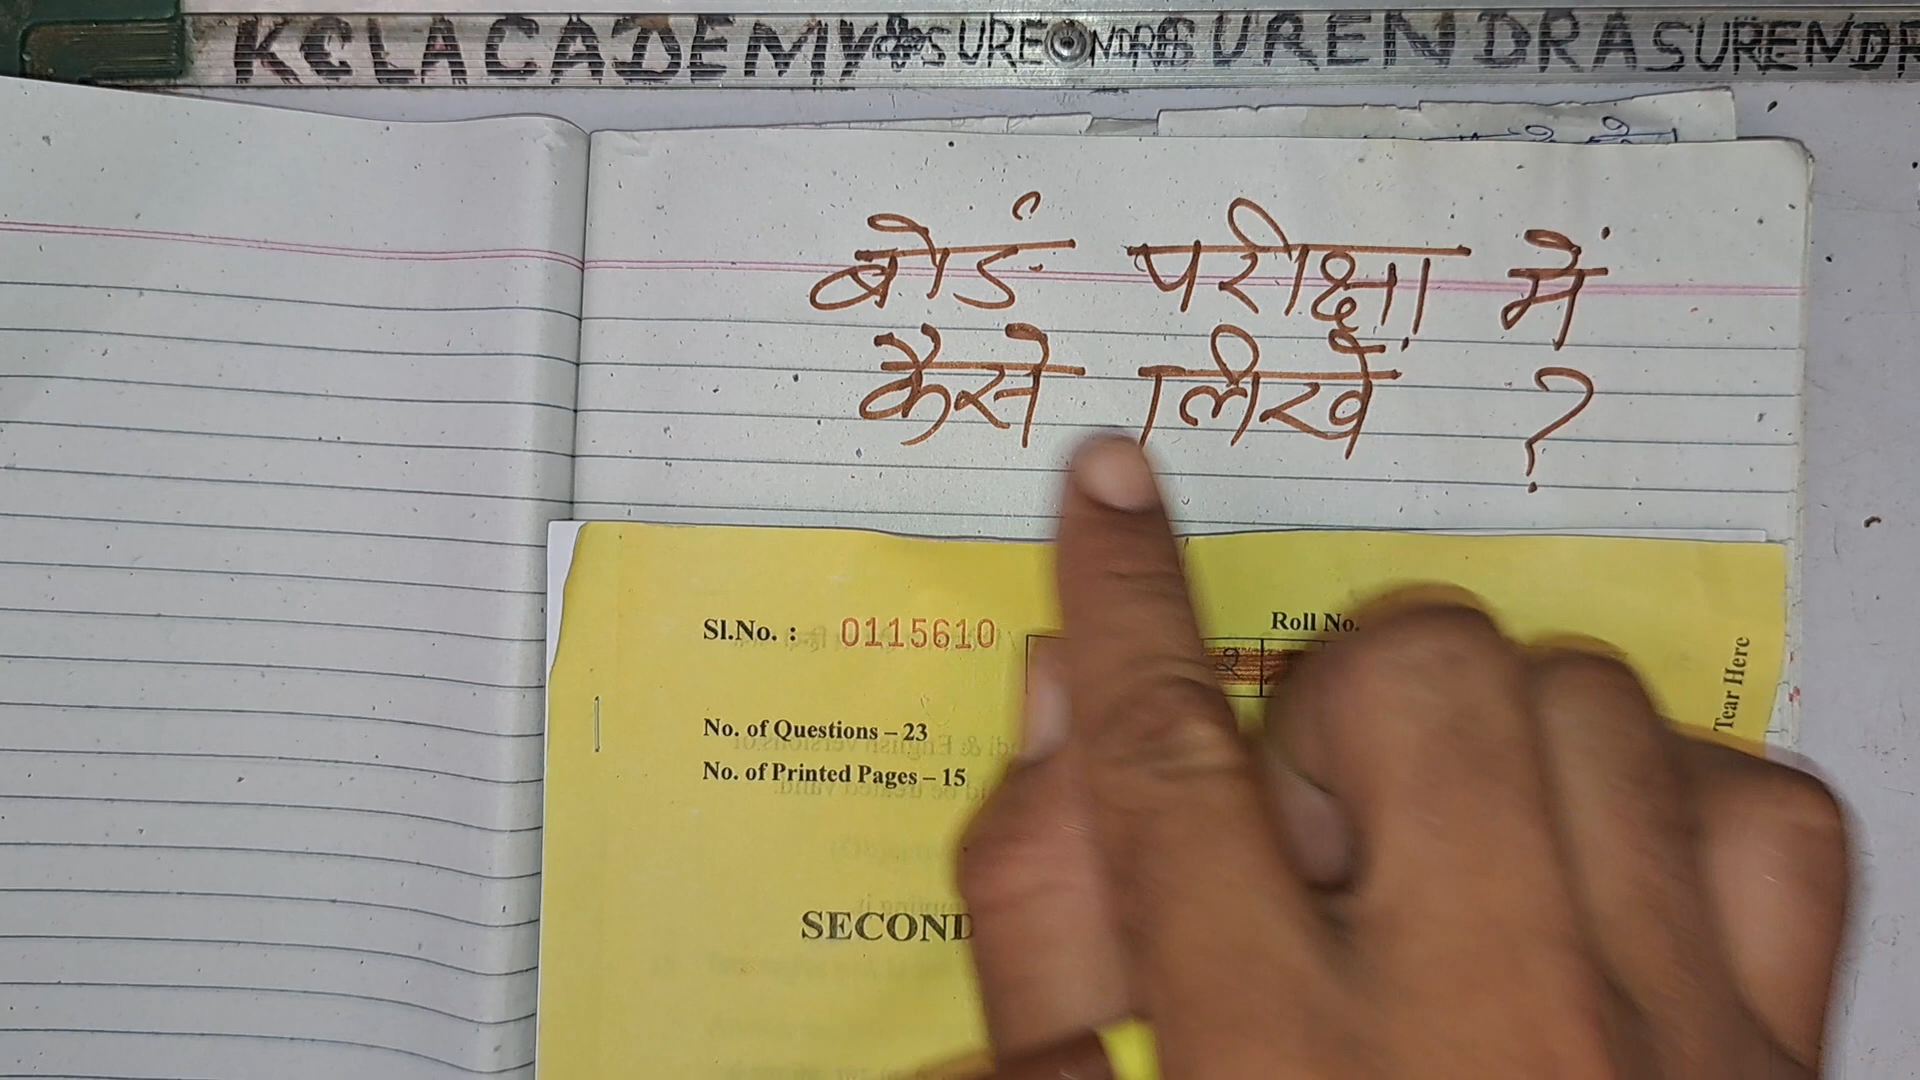 KCLACADEMY SURENDRA SURENDRA SURENDR
बोर्ड परीक्षा में
कैसे लिखें ?
Sl.No. : 0115610
Roll No.
२
Tear Here
No. of Questions – 23
No. of Printed Pages – 15
SECOND